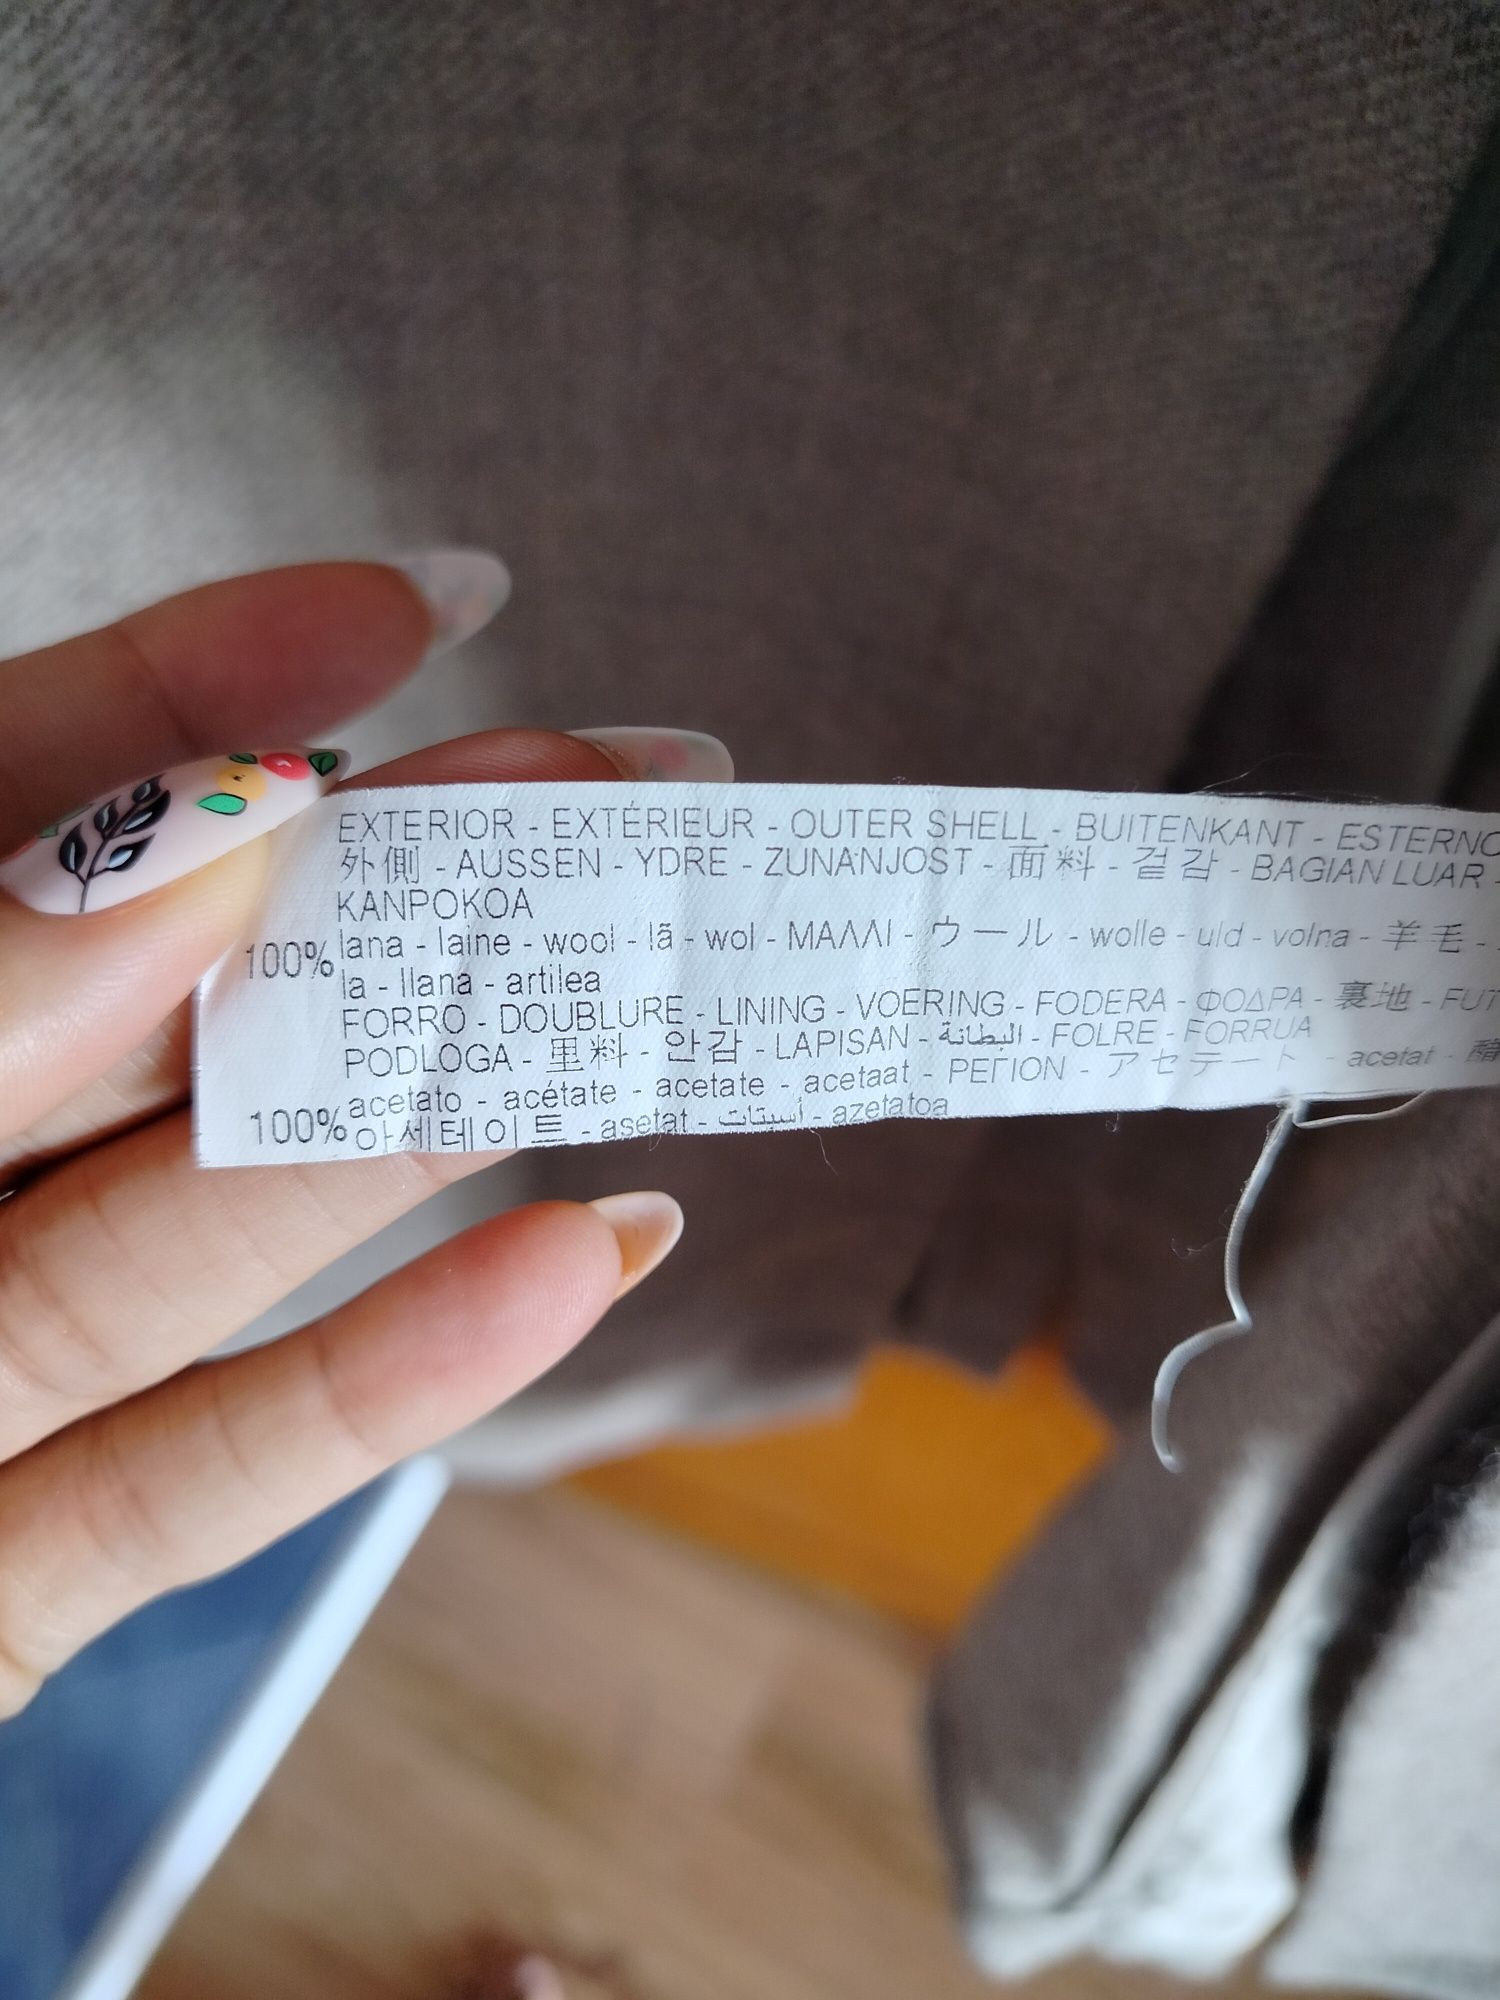 EXTERIOR - EXTÉRIEUR - OUTER SHELL - BUITENKANT - ESTERNO
外側 - AUSSEN - YDRE - ZUNANJOST - 面料 - 겉감 - BAGIAN LUAR -
KANPOKOA
100% lana - laine - wool - lã - wol - ΜΑΛΛΙ - ウール - wolle - uld - volna - 羊毛 -
la - llana - artilea
FORRO - DOUBLURE - LINING - VOERING - FODERA - ΦΟΔΡΑ - 裏地 - FUT
PODLOGA - 里料 - 안감 - LAPISAN - البطانة - FOLRE - FORRUA
100% acetato - acétate - acetate - acetaat - ΡΕΓΙΟΝ - アセテート - acetat - 醋
아세테이트 - asetat - أسيتات - azetatoa